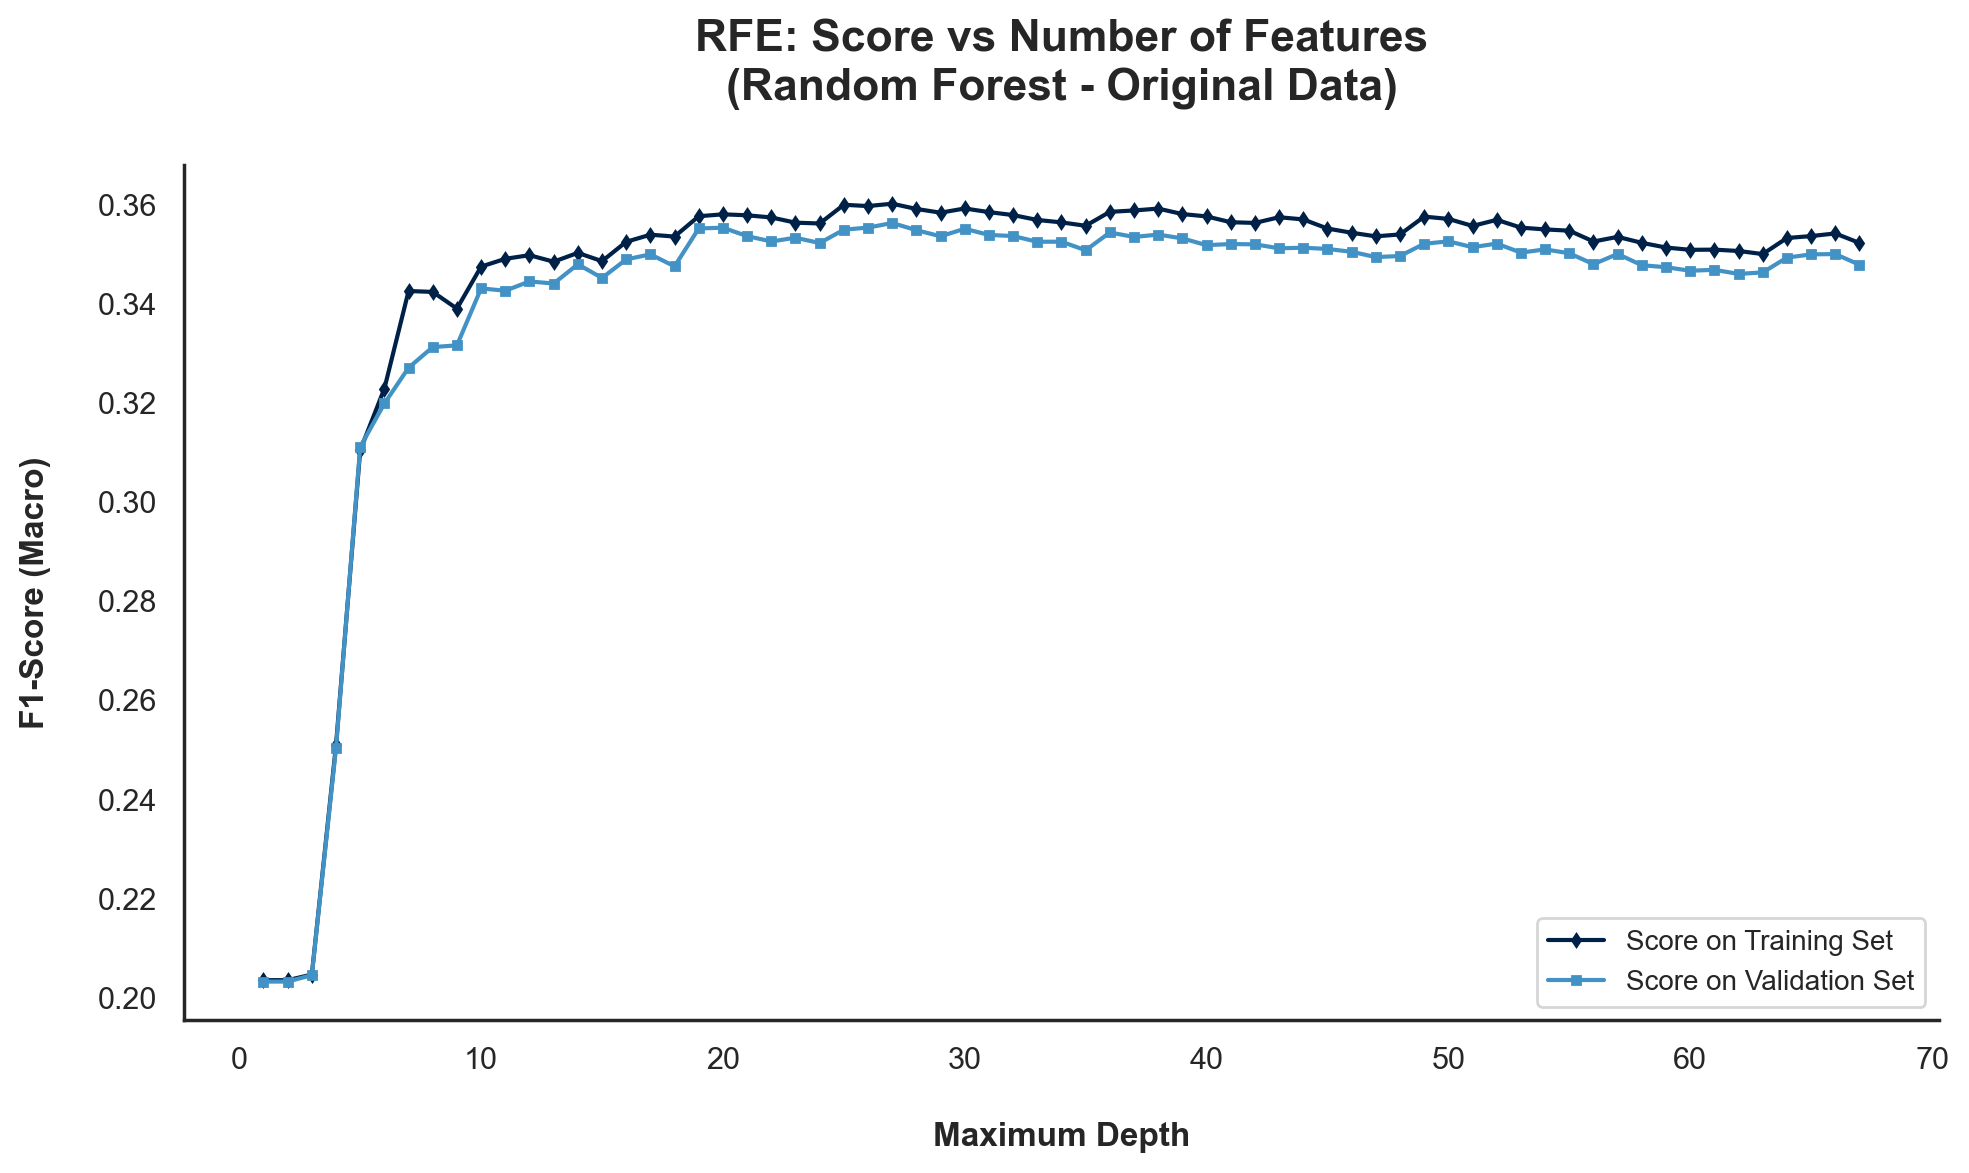 RFE: Score vs Number of Features
(Random Forest - Original Data)
F1-Score (Macro)
0.36
0.34
0.32
0.30
0.28
0.26
0.24
0.22
0.20
Score on Training Set
Score on Validation Set
0 10 20 30 40 50 60 70
Maximum Depth